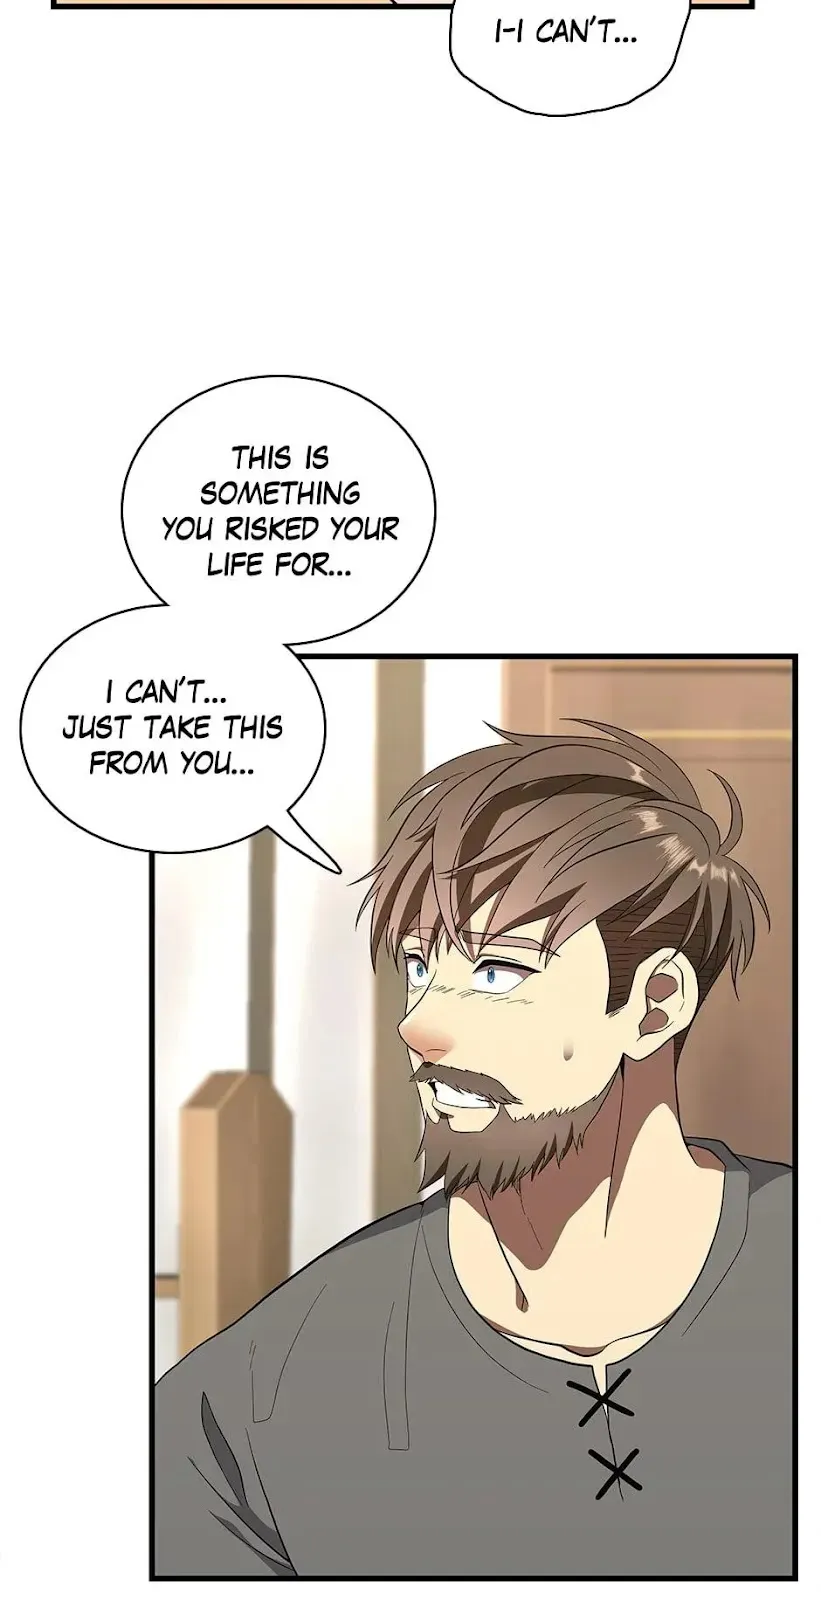 I-I CAN'T...
THIS IS
SOMETHING
YOU RISKED YOUR
LIFE FOR...
I CAN'T...
JUST TAKE THIS
FROM YOU...